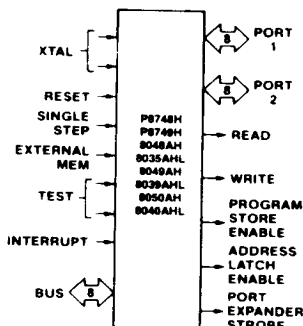 XTAL
RESET
SINGLE
STEP
EXTERNAL
MEM
TEST
INTERRUPT
BUS
8
P8748H
P8749H
8048AH
8035AHL
8049AH
8039AHL
8050AH
8040AHL
8
PORT
1
8
PORT
2
READ
WRITE
PROGRAM
STORE
ENABLE
ADDRESS
LATCH
ENABLE
PORT
EXPANDER
STROBE